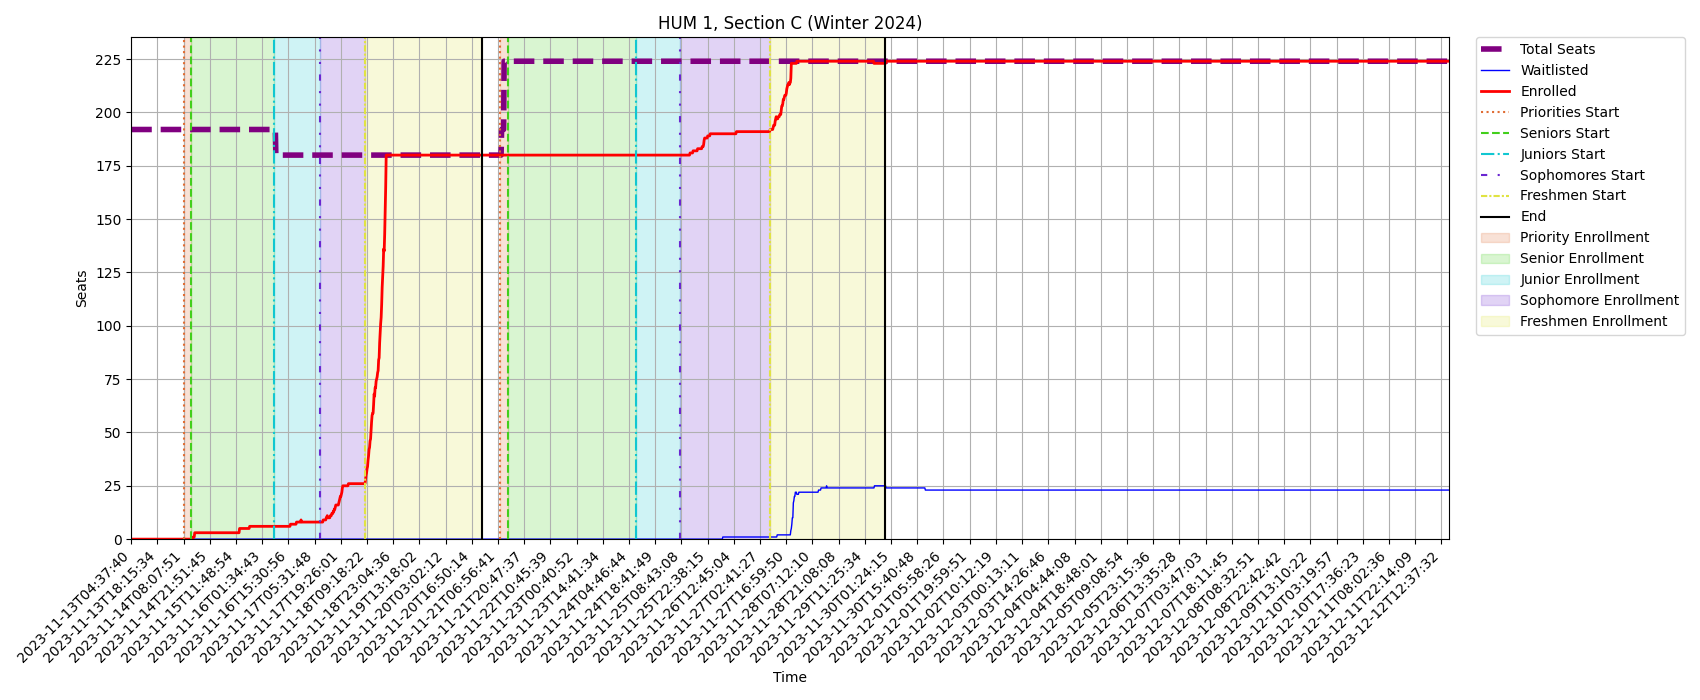 HUM 1, Section C (Winter 2024)
Total Seats
Waitlisted
Enrolled
Priorities Start
Seniors Start
Juniors Start
Sophomores Start
Freshmen Start
End
Priority Enrollment
Senior Enrollment
Junior Enrollment
Sophomore Enrollment
Freshmen Enrollment
225
200
175
150
125
100
75
50
25
0
Seats
2023-11-13T04:37:40
2023-11-13T18:15:34
2023-11-14T08:07:51
2023-11-14T21:51:45
2023-11-15T11:48:54
2023-11-16T01:34:43
2023-11-16T15:30:56
2023-11-17T05:31:48
2023-11-17T19:26:01
2023-11-18T09:18:22
2023-11-18T23:04:36
2023-11-19T13:18:02
2023-11-20T03:02:12
2023-11-20T16:50:14
2023-11-21T06:56:41
2023-11-21T20:47:37
2023-11-22T10:45:39
2023-11-23T00:40:52
2023-11-23T14:41:34
2023-11-24T04:46:44
2023-11-24T18:41:49
2023-11-25T08:43:09
2023-11-25T22:38:15
2023-11-26T12:45:04
2023-11-27T02:41:27
2023-11-27T16:59:50
2023-11-28T07:12:10
2023-11-28T21:08:08
2023-11-29T11:25:34
2023-11-30T01:24:15
2023-11-30T15:40:48
2023-12-01T05:58:26
2023-12-01T19:59:51
2023-12-02T10:12:19
2023-12-03T00:13:11
2023-12-03T14:26:46
2023-12-04T04:44:08
2023-12-04T18:48:01
2023-12-05T09:08:54
2023-12-05T23:15:36
2023-12-06T13:35:28
2023-12-07T03:47:03
2023-12-07T18:11:45
2023-12-08T08:32:51
2023-12-08T22:42:42
2023-12-09T13:10:22
2023-12-10T03:19:57
2023-12-10T17:36:23
2023-12-11T08:02:36
2023-12-11T22:14:09
2023-12-12T12:37:32
Time